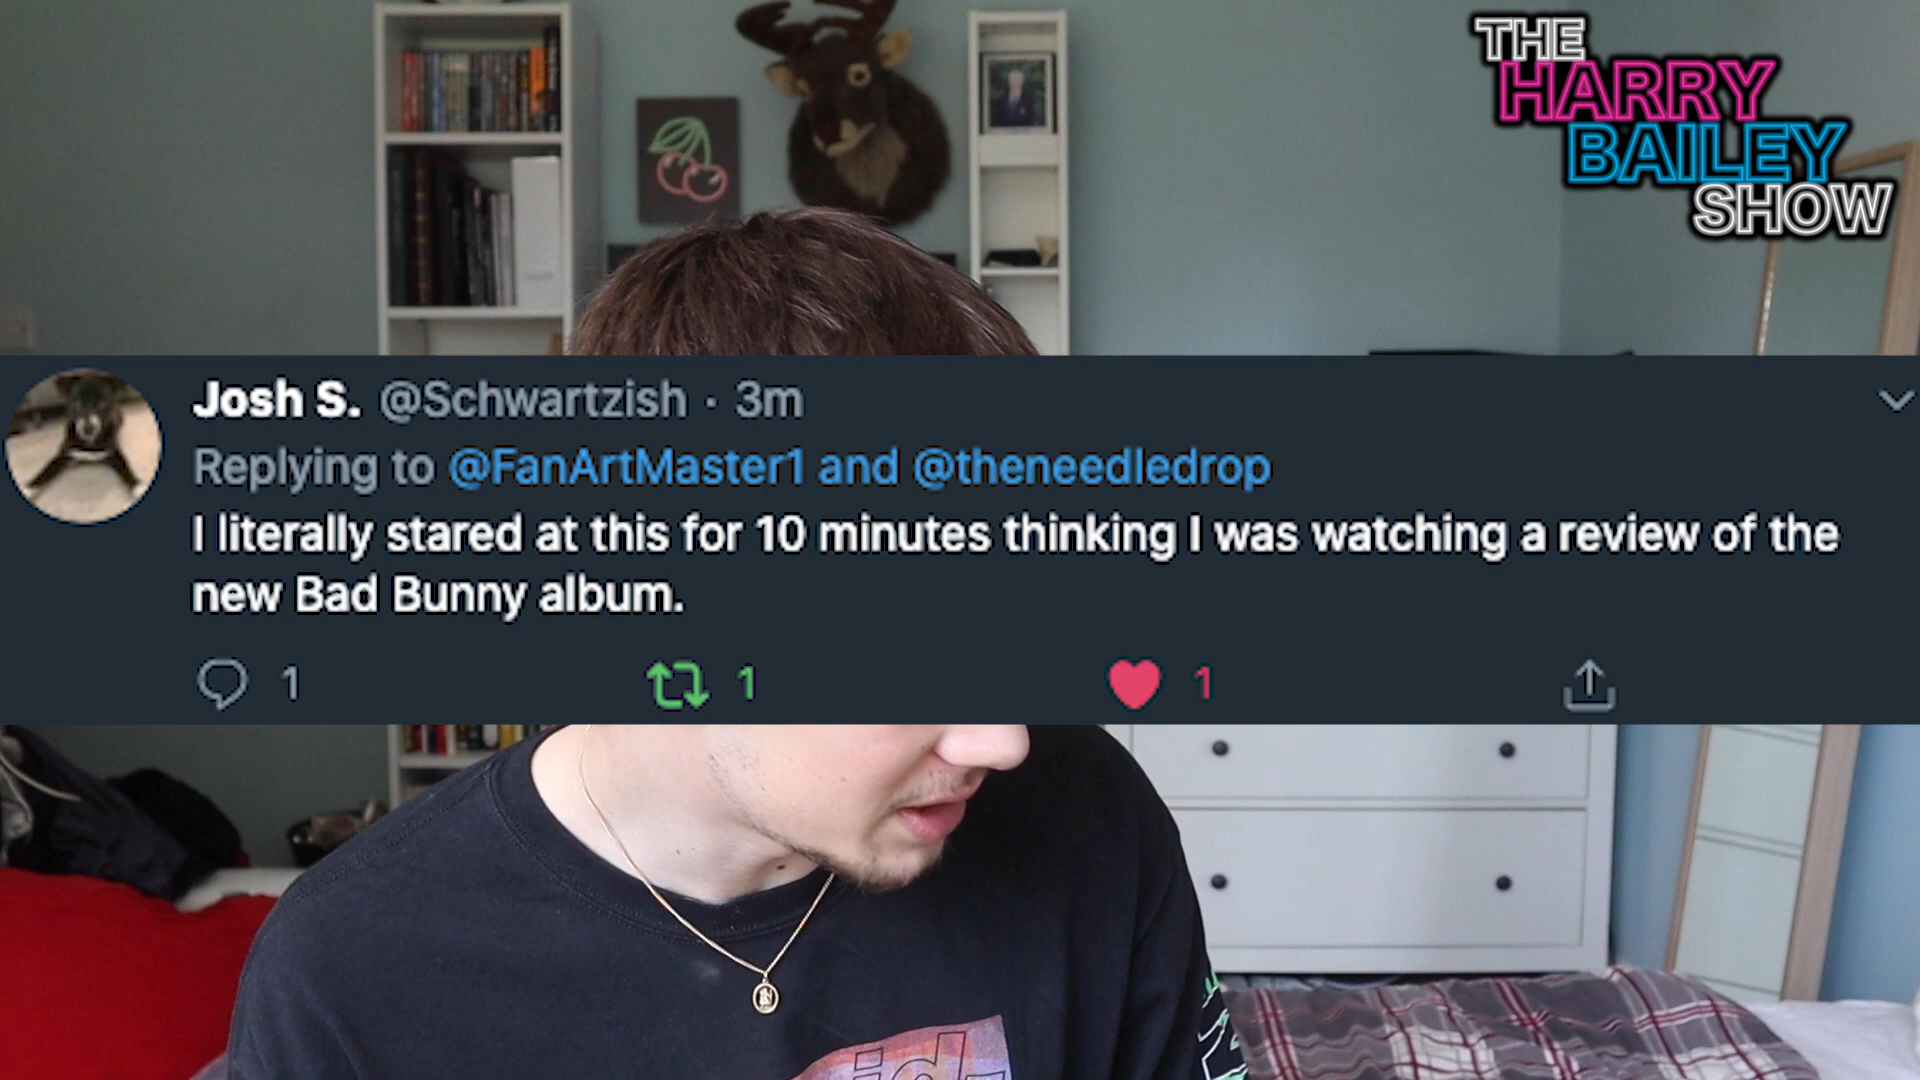 THE
HARRY
BAILEY
SHOW
Josh S. @Schwartzish · 3m
Replying to @FanArtMaster1 and @theneedledrop
I literally stared at this for 10 minutes thinking I was watching a review of the
new Bad Bunny album.
1 1 1
id-